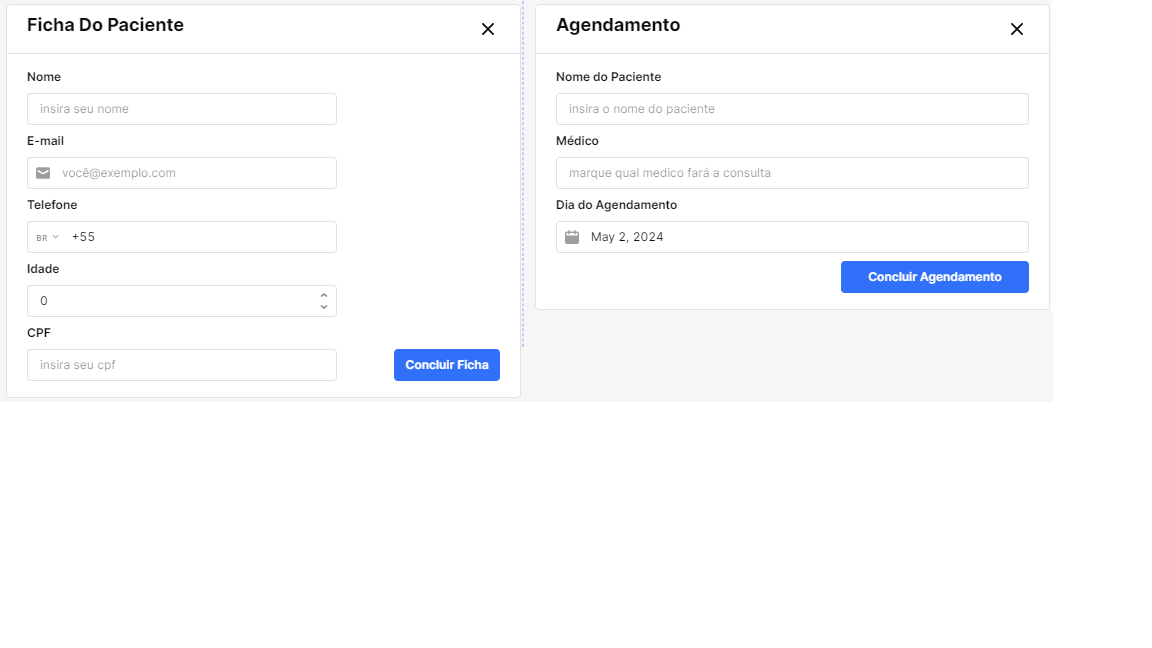 Ficha Do Paciente
Nome
insira seu nome
E-mail
você@exemplo.com
Telefone
BR +55
Idade
0
CPF
insira seu cpf
Concluir Ficha
Agendamento
Nome do Paciente
insira o nome do paciente
Médico
marque qual medico fará a consulta
Dia do Agendamento
May 2, 2024
Concluir Agendamento